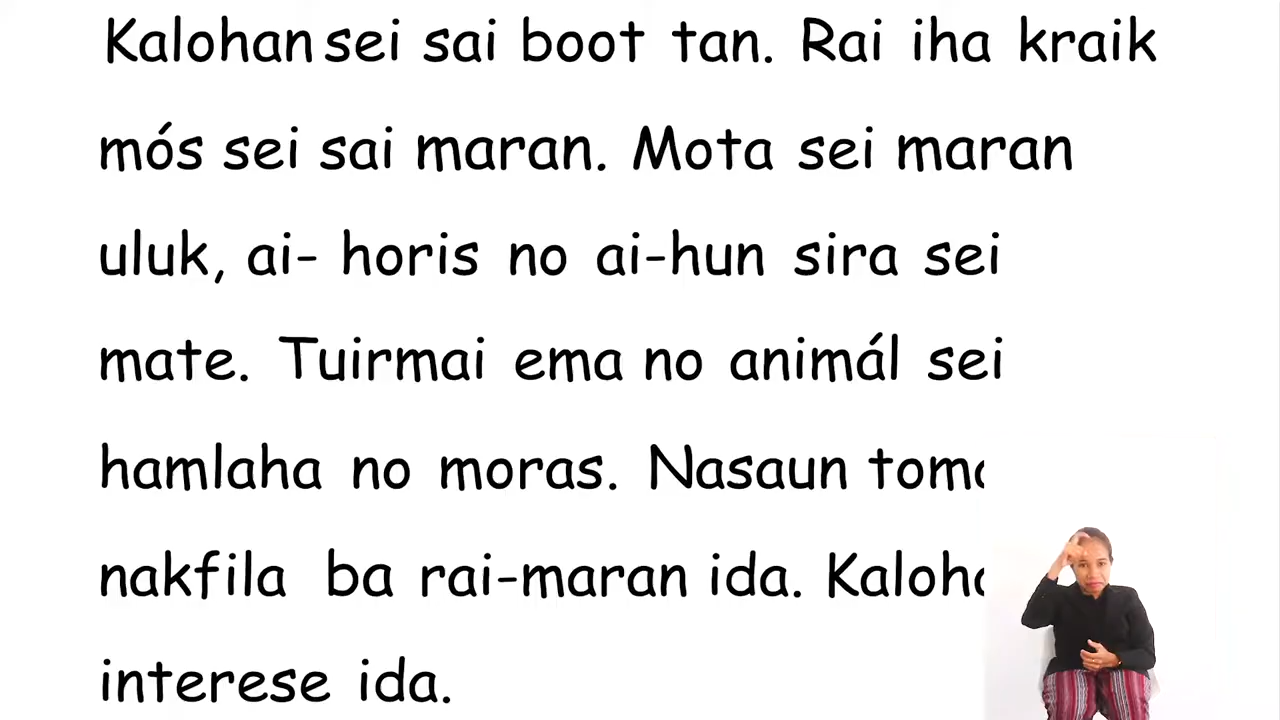 Kalohan sei sai boot tan. Rai iha kraik
mós sei sai maran. Mota sei maran
uluk, ai- horis no ai-hun sira sei
mate. Tuirmai ema no animál sei
hamlaha no moras. Nasaun
nakfila ba rai-maran ida.
interese ida.